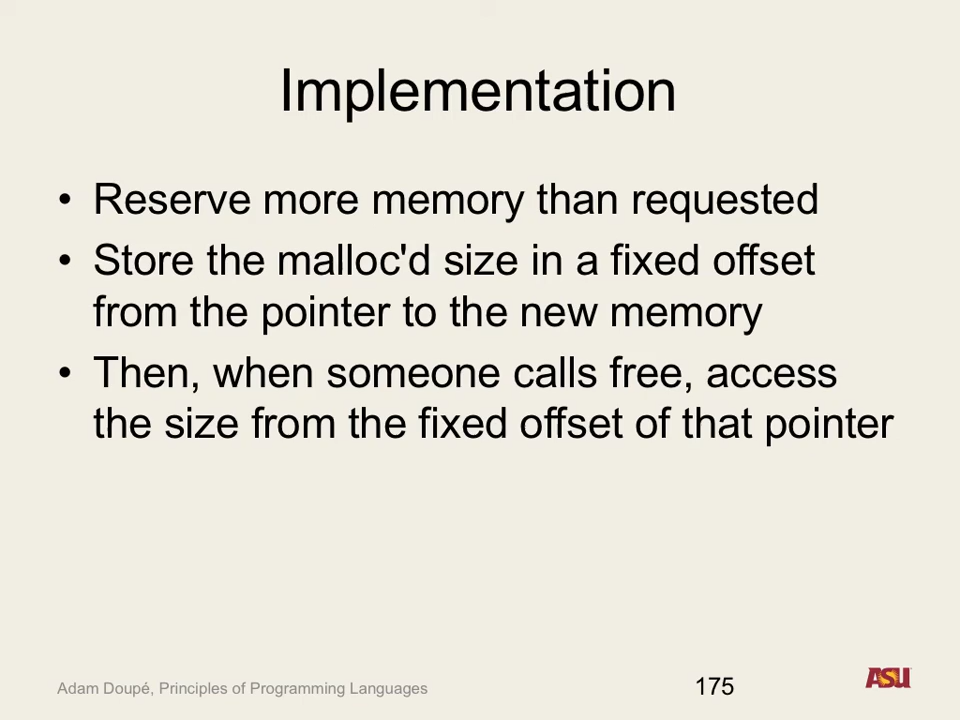 Implementation
• Reserve more memory than requested
• Store the malloc'd size in a fixed offset
from the pointer to the new memory
• Then, when someone calls free, access
the size from the fixed offset of that pointer
Adam Doupé, Principles of Programming Languages
175
ASU